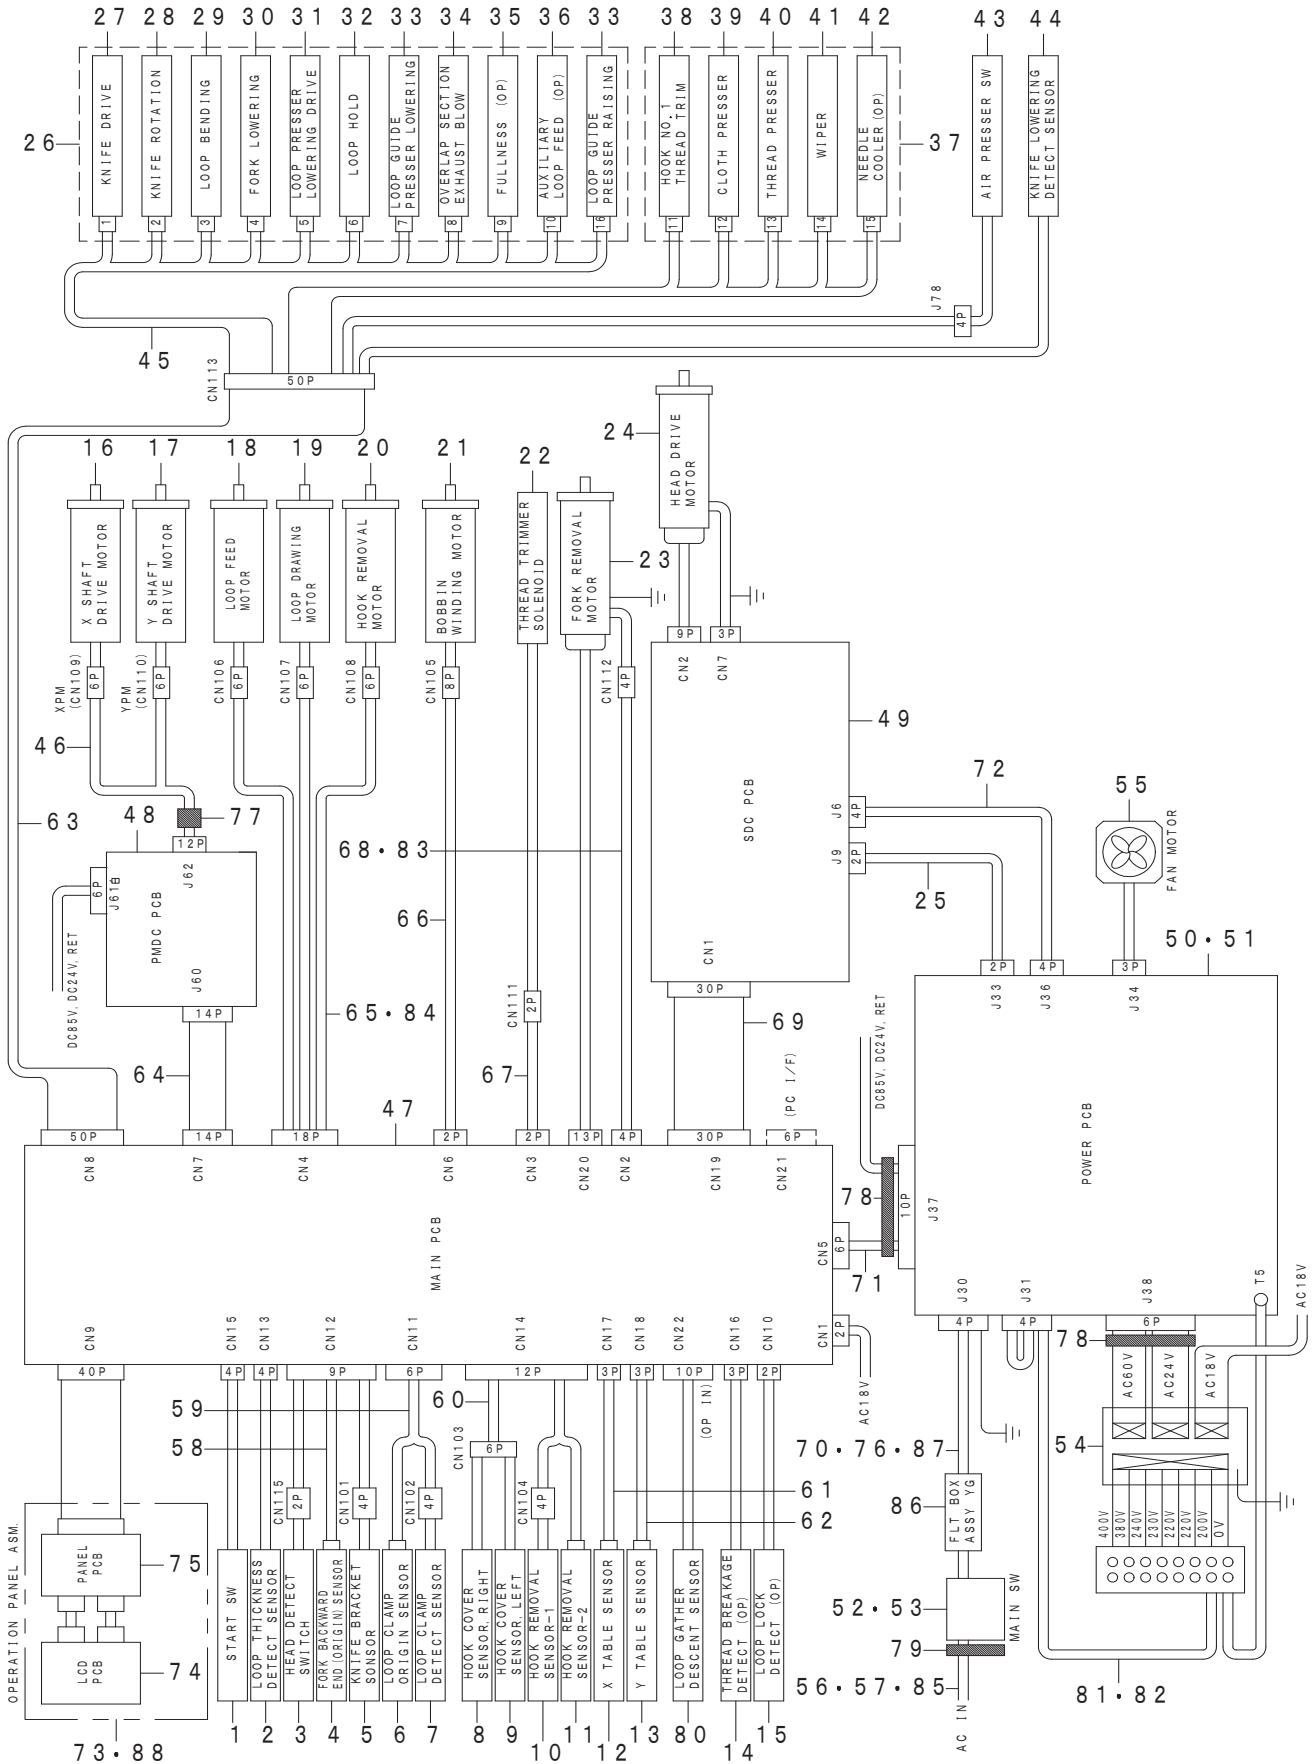 27 28 29 30 31 32 33 34 35 36 33 38 39 40 41 42 43 44
26
KNIFE DRIVE
KNIFE ROTATION
LOOP BENDING
FORK LOWERING
LOOP PRESSER
LOWERING DRIVE
LOOP HOLD
LOOP GUIDE
PRESSER LOWERING
OVERLAP SECTION
EXHAUST BLOW
FULLNESS (OP)
AUXILIARY
LOOP FEED (OP)
LOOP GUIDE
PRESSER RAISING
HOOK NO.1
THREAD TRIM
CLOTH PRESSER
THREAD PRESSER
WIPER
NEEDLE
COOLER(OP)
37
AIR PRESSER SW
KNIFE LOWERING
DETECT SENSOR
1 2 3 4 5 6 7 8 9 10 16 11 12 13 14 15
J78
4P
45
CN113
50P
16 17 18 19 20 21 22 24 23
X SHAFT
DRIVE MOTOR
Y SHAFT
DRIVE MOTOR
LOOP FEED
MOTOR
LOOP DRAWING
MOTOR
HOOK REMOVAL
MOTOR
BOBBIN
WINDING MOTOR
THREAD TRIMMER
SOLENOID
FORK REMOVAL
MOTOR
HEAD DRIVE
MOTOR
XPM
(CN109)
6P
YPM
(CN110)
6P
CN106
6P
CN107
6P
CN108
6P
CN105
8P
CN112
4P
9P
3P
CN2
CN7
46
49
SDC PCB
72
55
FAN MOTOR
63
48
77
12P
J62
6P
J61
PMDC PCB
J60
14P
DC85V, DC24V, RET
68・83
66
J6
4P
J9
2P
25
50・51
CN1
30P
2P
4P
3P
J33
J36
J34
65・84
CN111
2P
69
64
67
(PC I/F)
DC85V, DC24V, RET
47
POWER PCB
50P
14P
18P
2P
2P
13P
4P
30P
6P
CN8
CN7
CN4
CN6
CN3
CN20
CN2
CN19
CN21
78
10P
J37
MAIN PCB
CN5
6P
71
CN9
CN15
CN13
CN12
CN11
CN14
CN17
CN18
CN22
CN16
CN10
CN1
2P
AC18V
J30
J31
J38
T5
AC18V
4P
4P
6P
78
40P
4P
4P
9P
6P
12P
3P
3P
10P
3P
2P
(OP IN)
AC60V
AC24V
AC18V
59
58
60
CN103
6P
70・76・87
54
CN115
2P
CN101
4P
CN102
4P
CN104
4P
61
62
86
FLT BOX
ASSY YG
400V
380V
240V
230V
220V
220V
200V
0V
OPERATION PANEL ASM.
PANEL
PCB
75
LCD
PCB
74
73・88
START SW
LOOP THICKNESS
DETECT SENSOR
HEAD DETECT
SWITCH
FORK BACKWARD
END(ORIGIN)SENSOR
KNIFE BRACKET
SONSOR
LOOP CLAMP
ORIGIN SENSOR
LOOP CLAMP
DETECT SENSOR
HOOK COVER
SENSOR, RIGHT
HOOK COVER
SENSOR, LEFT
HOOK REMOVAL
SENSOR-1
HOOK REMOVAL
SENSOR-2
X TABLE SENSOR
Y TABLE SENSOR
LOOP GATHER
DESCENT SENSOR
THREAD BREAKAGE
DETECT (OP)
LOOP LOCK
DETECT (OP)
52・53
MAIN SW
79
56・57・85
AC IN
81・82
1 2 3 4 5 6 7 8 9 10 11 12 13 80 14 15